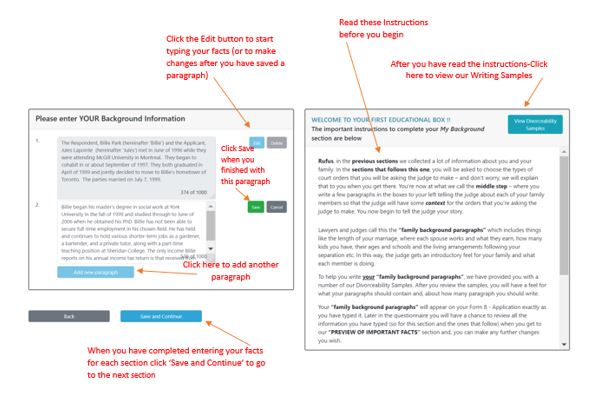 Click the Edit button to start
typing your facts (or to make
changes after you have saved a
paragraph)
Read these Instructions
before you begin
After you have read the instructions-Click
here to view our Writing Samples
Please enter YOUR Background Information
1.
The Respondent, Billie Park (hereinafter 'Billie') and the Applicant,
Jules Lapointe (hereinafter 'Jules') met in June of 1996 while they
were attending McGill University in Montreal. They began to
cohabit in or about September of 1997. They both graduated in
April of 1999 and jointly decided to move to Billie's hometown of
Toronto. The parties married on July 7, 1999.
374 of 1000
Edit
Delete
Click Save
when you
finished with
this paragraph
2.
Billie began his master's degree in social work at York
University in the fall of 1999 and studied through to June of
2006 when he obtained his PhD. Billie has not been able to
secure full time employment in his chosen field. He has held
and continues to hold various shorter-term jobs as a gardener,
a bartender, and a private tutor, along with a part-time
teaching position at Sheridan College. The only income Billie
reports on his annual income tax return is that received
of 1000
Save
Cancel
Add new paragraph
Click here to add another
paragraph
Back
Save and Continue
When you have completed entering your facts
for each section click 'Save and Continue' to go
to the next section
WELCOME TO YOUR FIRST EDUCATIONAL BOX !!
The important instructions to complete your My Background
section are below
View Divorceability
Samples
Rufus, in the previous sections we collected a lot of information about you and your
family. In the sections that follows this one, you will be asked to choose the types of
court orders that you will be asking the judge to make – and don't worry, we will explain
that to you when you get there. You're now at what we call the middle step – where you
write a few paragraphs in the boxes to your left telling the judge about each of your family
members so that the judge will have some context for the orders that you're asking the
judge to make. You now begin to tell the judge your story.
Lawyers and judges call this the "family background paragraphs" which includes things
like the length of your marriage, where each spouse works and what they earn, how many
kids you have, their ages and schools and the living arrangements following your
separation etc. In this way, the judge gets an introductory feel for your family and what
each member is doing.
To help you write your "family background paragraphs", we have provided you with a
number of our Divorceability Samples. After you review the samples, you will have a feel for
what your paragraphs should contain and, about how many paragraph you should write.
Your "family background paragraphs" will appear on your Form 8 - Application exactly as
you have typed it. Later in the questionnaire you will have a chance to review all the
information you have typed (so for this section and the ones that follow) when you get to
our "PREVIEW OF IMPORTANT FACTS" section and, you can make any further changes
you wish.